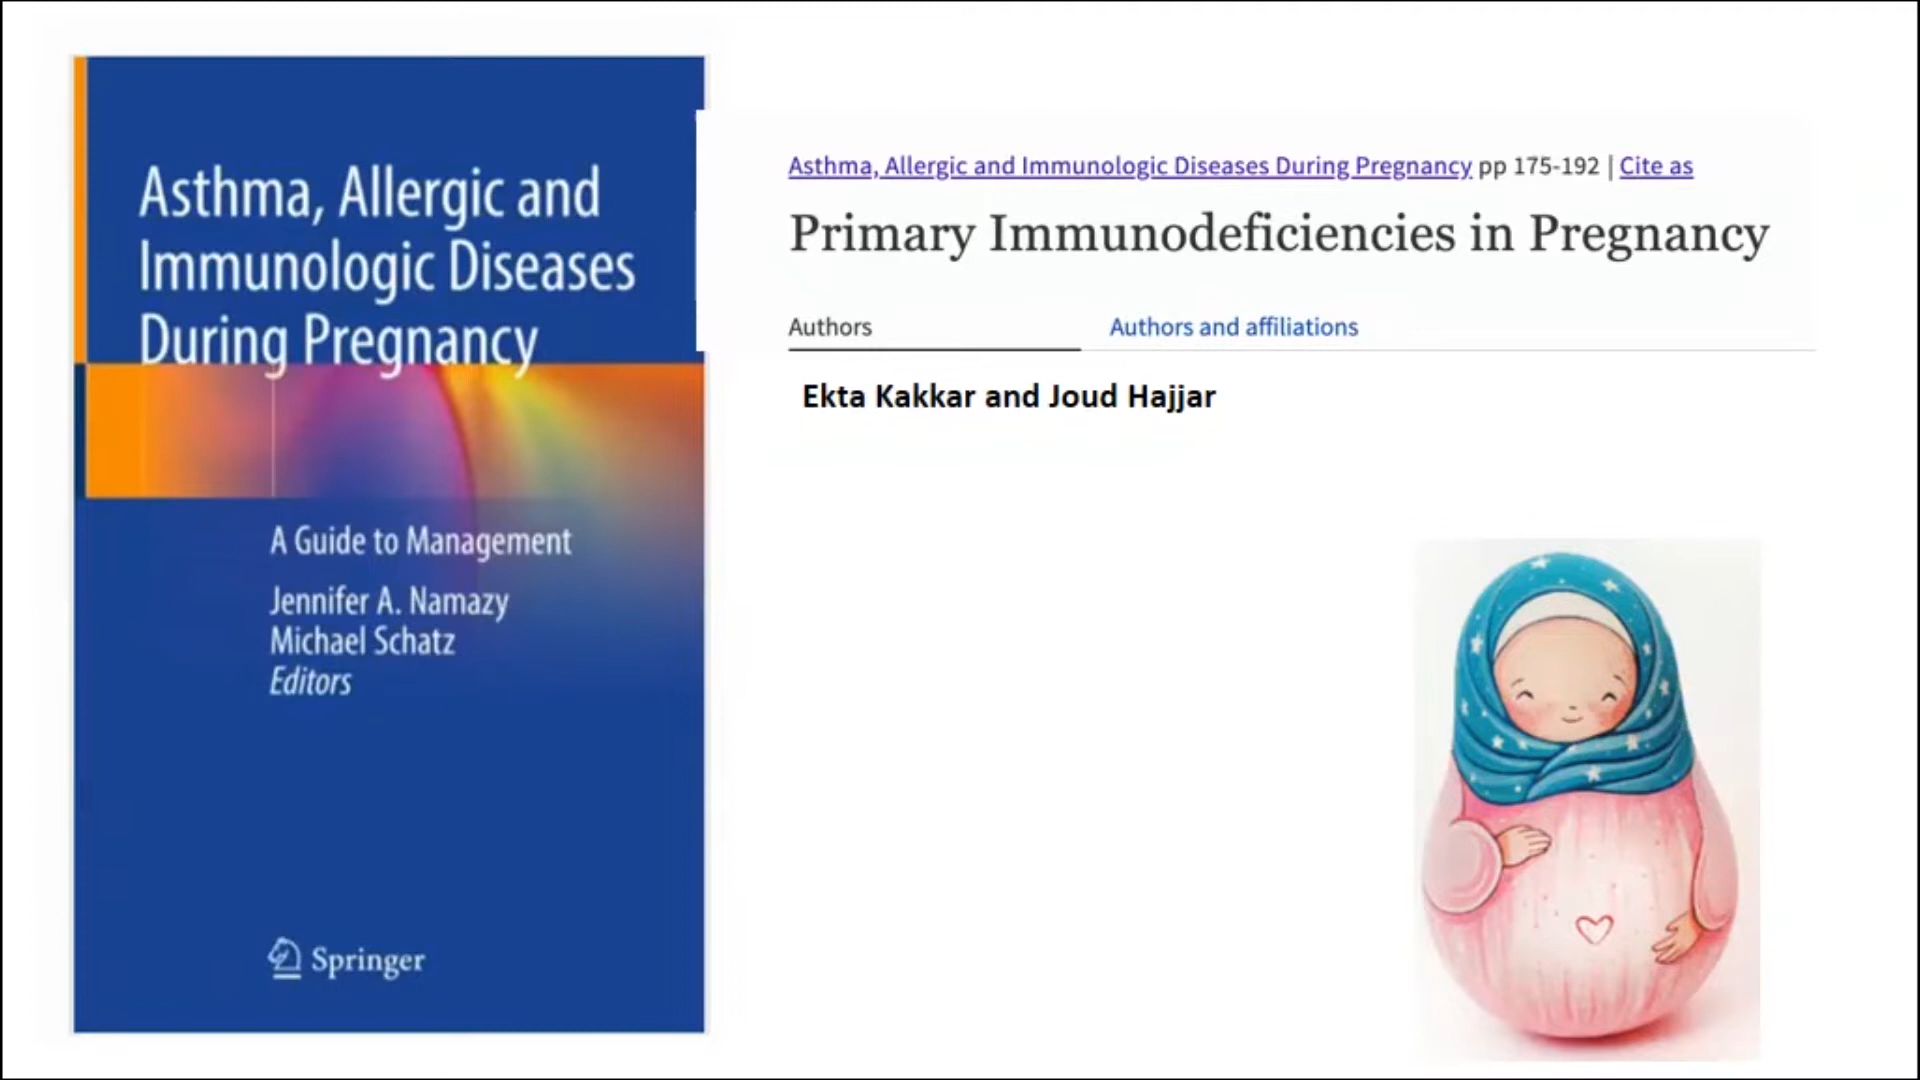 Asthma, Allergic and
Immunologic Diseases
During Pregnancy
A Guide to Management
Jennifer A. Namazy
Michael Schatz
Editors
Springer
Asthma, Allergic and Immunologic Diseases During Pregnancy pp 175-192 | Cite as
Primary Immunodeficiencies in Pregnancy
Authors
Authors and affiliations
Ekta Kakkar and Joud Hajjar